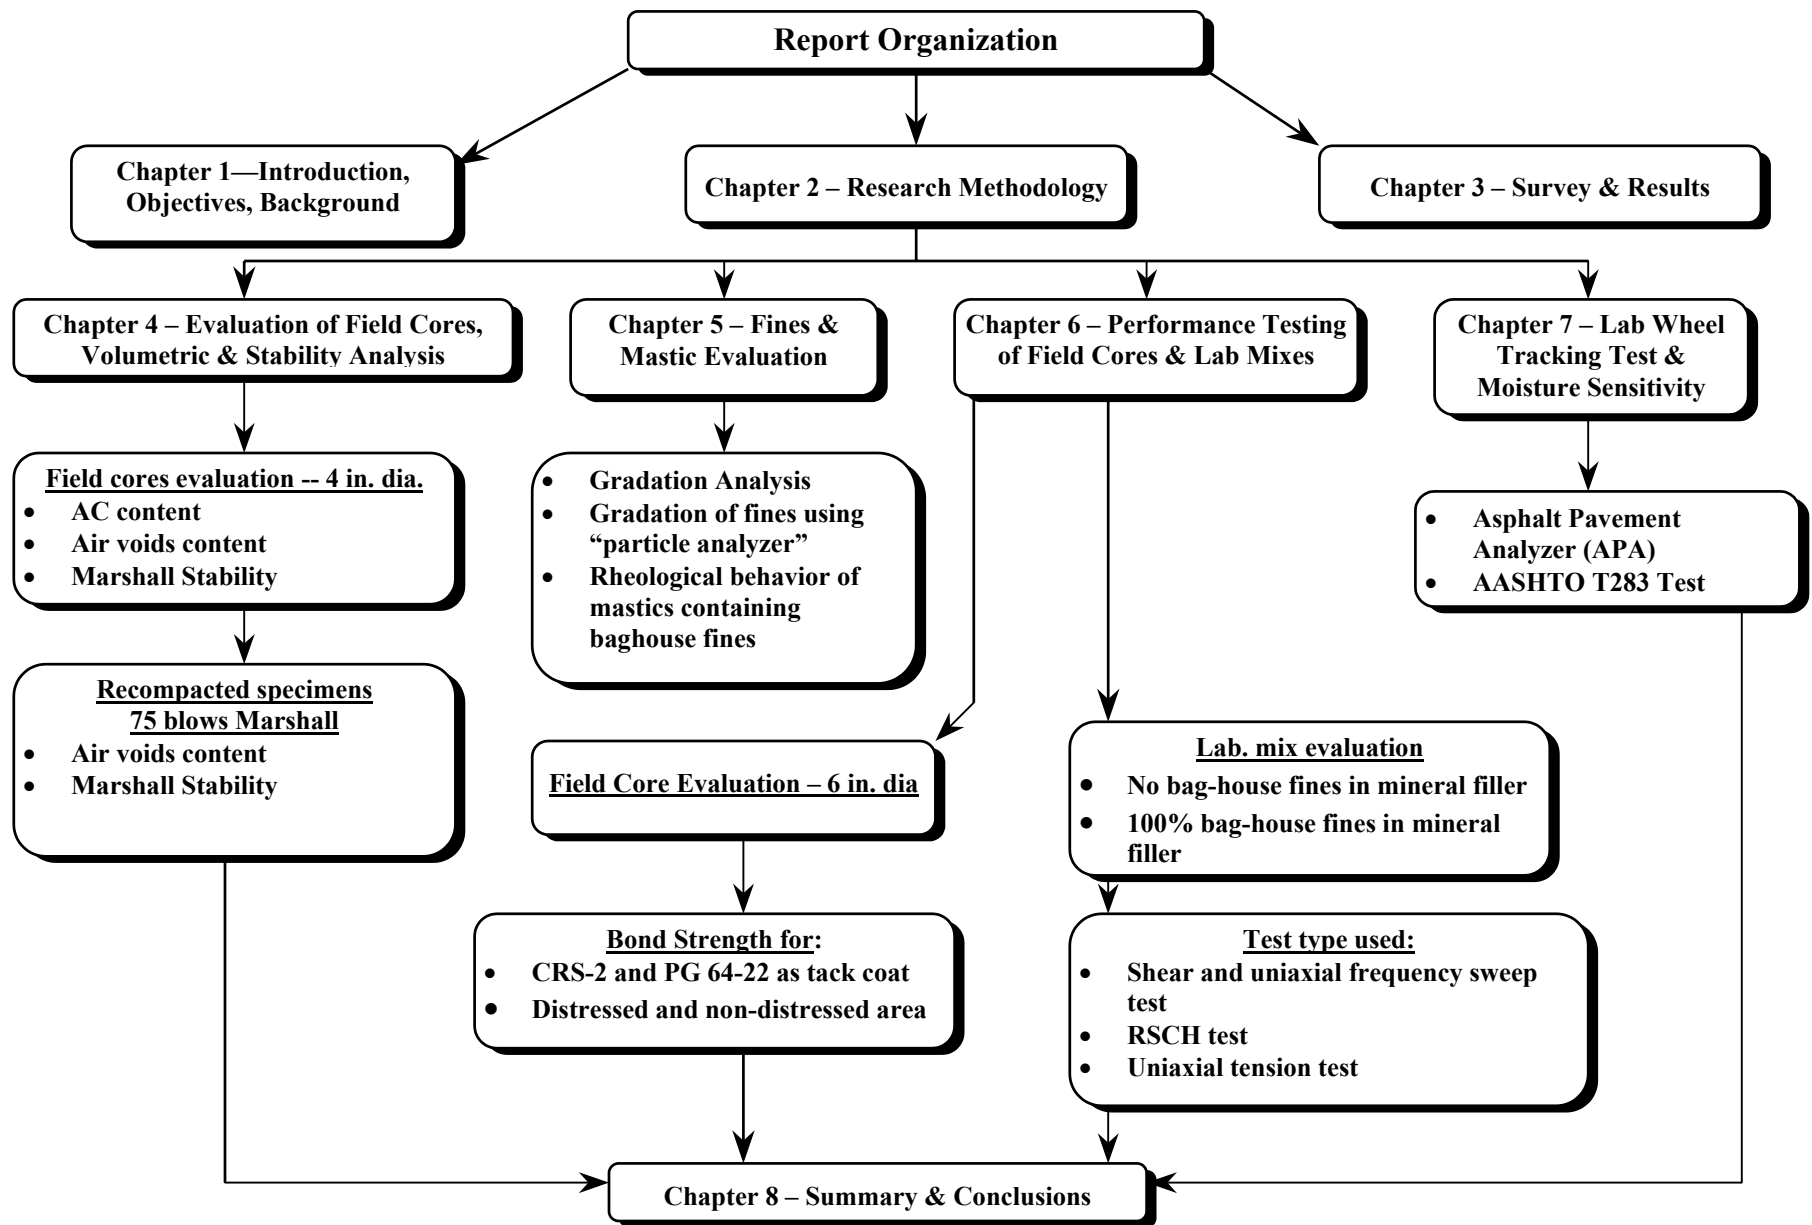 Report Organization
Chapter 1—Introduction,
Objectives, Background
Chapter 2 – Research Methodology
Chapter 3 – Survey & Results
Chapter 4 – Evaluation of Field Cores,
Volumetric & Stability Analysis
Chapter 5 – Fines &
Mastic Evaluation
Chapter 6 – Performance Testing
of Field Cores & Lab Mixes
Chapter 7 – Lab Wheel
Tracking Test &
Moisture Sensitivity
Field cores evaluation -- 4 in. dia.
• AC content
• Air voids content
• Marshall Stability
• Gradation Analysis
• Gradation of fines using
“particle analyzer”
• Rheological behavior of
mastics containing
baghouse fines
• Asphalt Pavement
Analyzer (APA)
• AASHTO T283 Test
Recompacted specimens
75 blows Marshall
• Air voids content
• Marshall Stability
Field Core Evaluation – 6 in. dia
Lab. mix evaluation
• No bag-house fines in mineral filler
• 100% bag-house fines in mineral
filler
Bond Strength for:
• CRS-2 and PG 64-22 as tack coat
• Distressed and non-distressed area
Test type used:
• Shear and uniaxial frequency sweep
test
• RSCH test
• Uniaxial tension test
Chapter 8 – Summary & Conclusions